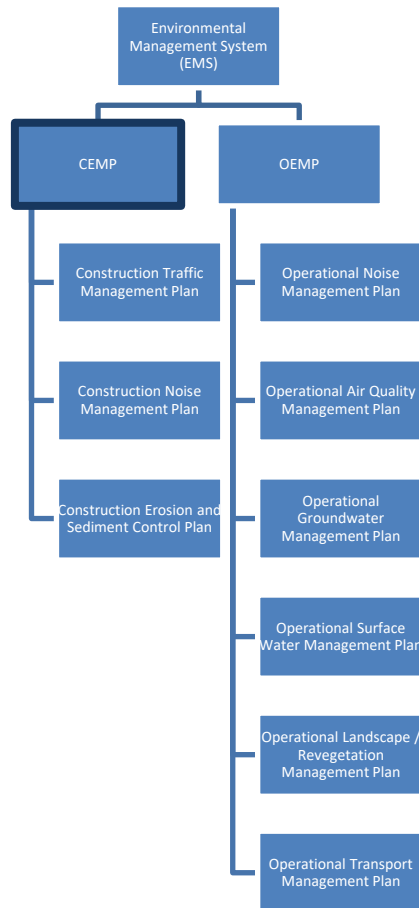 Environmental
Management System
(EMS)
CEMP
OEMP
Construction Traffic
Management Plan
Construction Noise
Management Plan
Construction Erosion and
Sediment Control Plan
Operational Noise
Management Plan
Operational Air Quality
Management Plan
Operational
Groundwater
Management Plan
Operational Surface
Water Management Plan
Operational Landscape /
Revegetation
Management Plan
Operational Transport
Management Plan